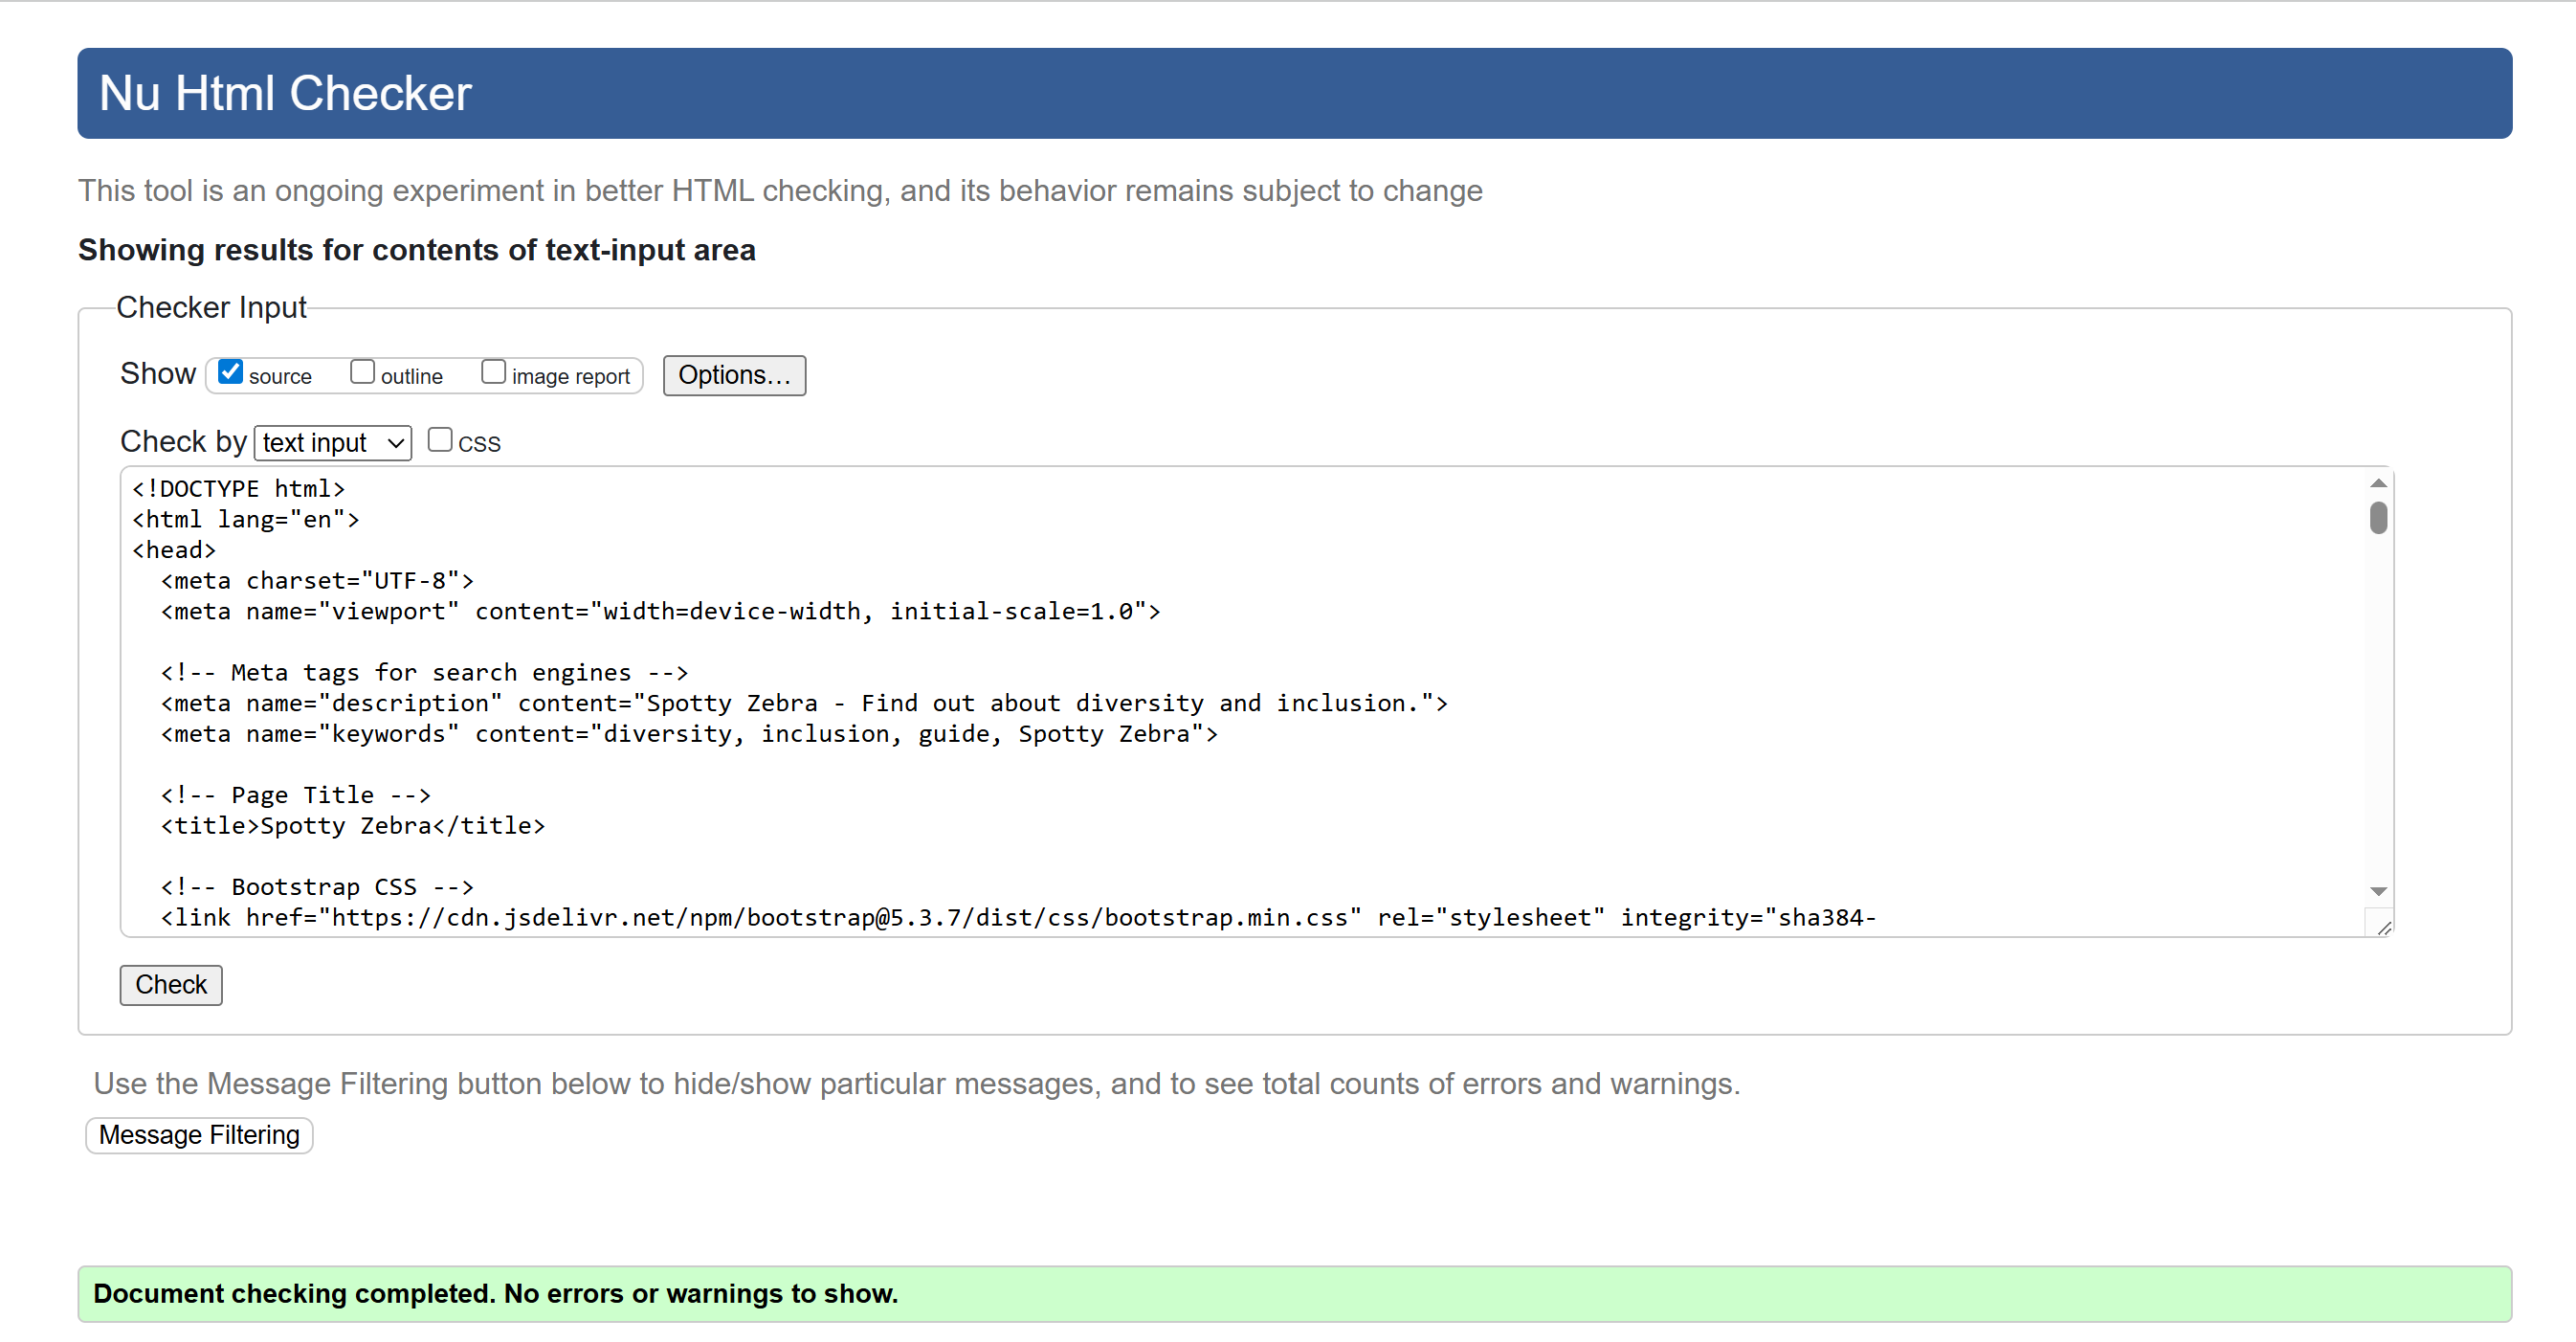 Nu Html Checker
This tool is an ongoing experiment in better HTML checking, and its behavior remains subject to change
Showing results for contents of text-input area
Checker Input
Show source outline image report Options...
Check by text input CSS
<!DOCTYPE html>
<html lang="en">
<head>
  <meta charset="UTF-8">
  <meta name="viewport" content="width=device-width, initial-scale=1.0">
  <!-- Meta tags for search engines -->
  <meta name="description" content="Spotty Zebra - Find out about diversity and inclusion.">
  <meta name="keywords" content="diversity, inclusion, guide, Spotty Zebra">
  <!-- Page Title -->
  <title>Spotty Zebra</title>
  <!-- Bootstrap CSS -->
  <link href="https://cdn.jsdelivr.net/npm/bootstrap@5.3.7/dist/css/bootstrap.min.css" rel="stylesheet" integrity="sha384-
Check
Use the Message Filtering button below to hide/show particular messages, and to see total counts of errors and warnings.
Message Filtering
Document checking completed. No errors or warnings to show.